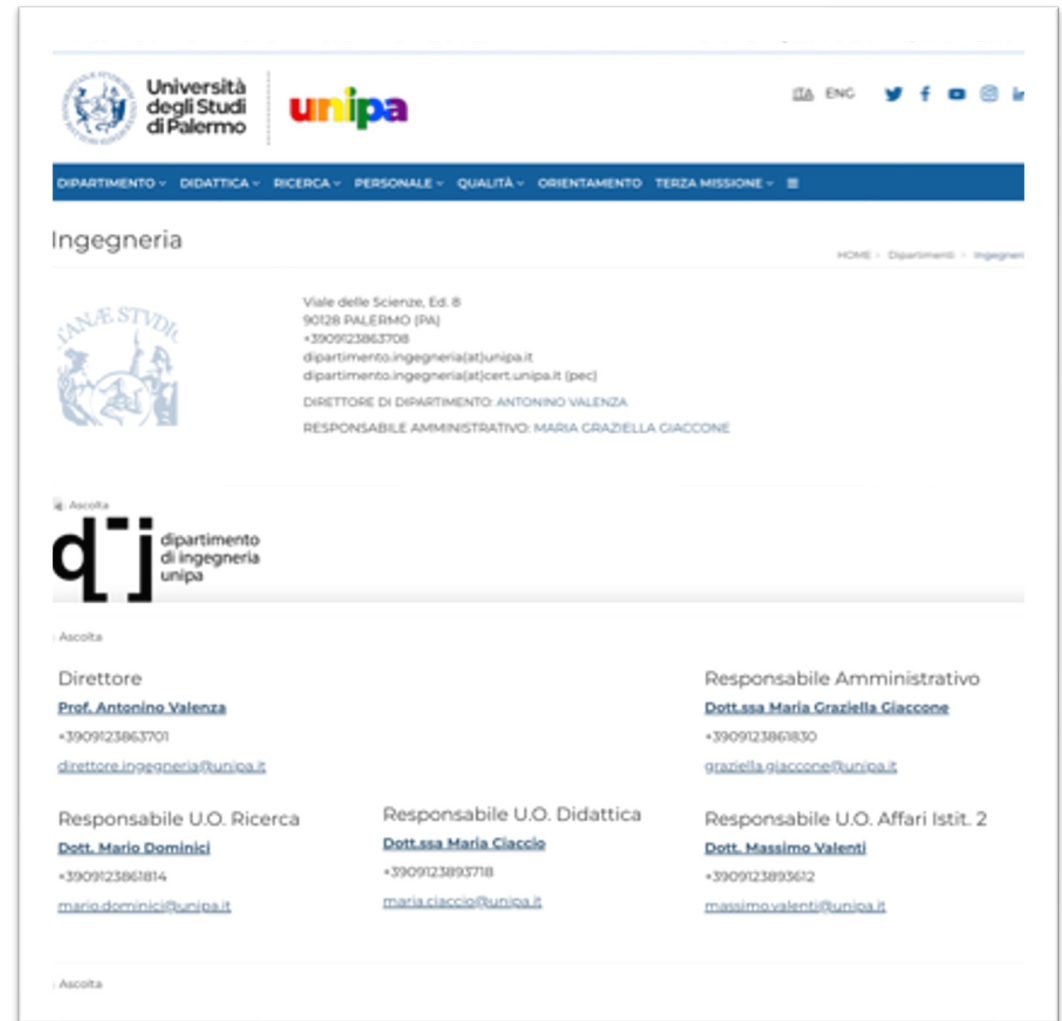 Università
degli Studi
di Palermo
unipa
ITA ENG
DIPARTIMENTO DIDATTICA RICERCA PERSONALE QUALITÀ ORIENTAMENTO TERZA MISSIONE
Ingegneria
HOME > Dipartimenti > Ingegneri
Viale delle Scienze, Ed. 8
90128 PALERMO (PA)
+3909123863708
dipartimento.ingegneria(at)unipa.it
dipartimento.ingegneria(at)cert.unipa.it (pec)
DIRETTORE DI DIPARTIMENTO: ANTONINO VALENZA
RESPONSABILE AMMINISTRATIVO: MARIA GRAZIELLA GIACCONE
TANÆ STVDI
Ascolta
dipartimento
di ingegneria
unipa
Ascolta
Direttore
Prof. Antonino Valenza
+3909123863701
direttore.ingegneria@unipa.it
Responsabile Amministrativo
Dott.ssa Maria Graziella Giaccone
+3909123861830
graziella.giaccone@unipa.it
Responsabile U.O. Ricerca
Dott. Mario Dominici
+3909123861814
mario.dominici@unipa.it
Responsabile U.O. Didattica
Dott.ssa Maria Ciaccio
+3909123893718
maria.ciaccio@unipa.it
Responsabile U.O. Affari Istit. 2
Dott. Massimo Valenti
+3909123893612
massimo.valenti@unipa.it
Ascolta